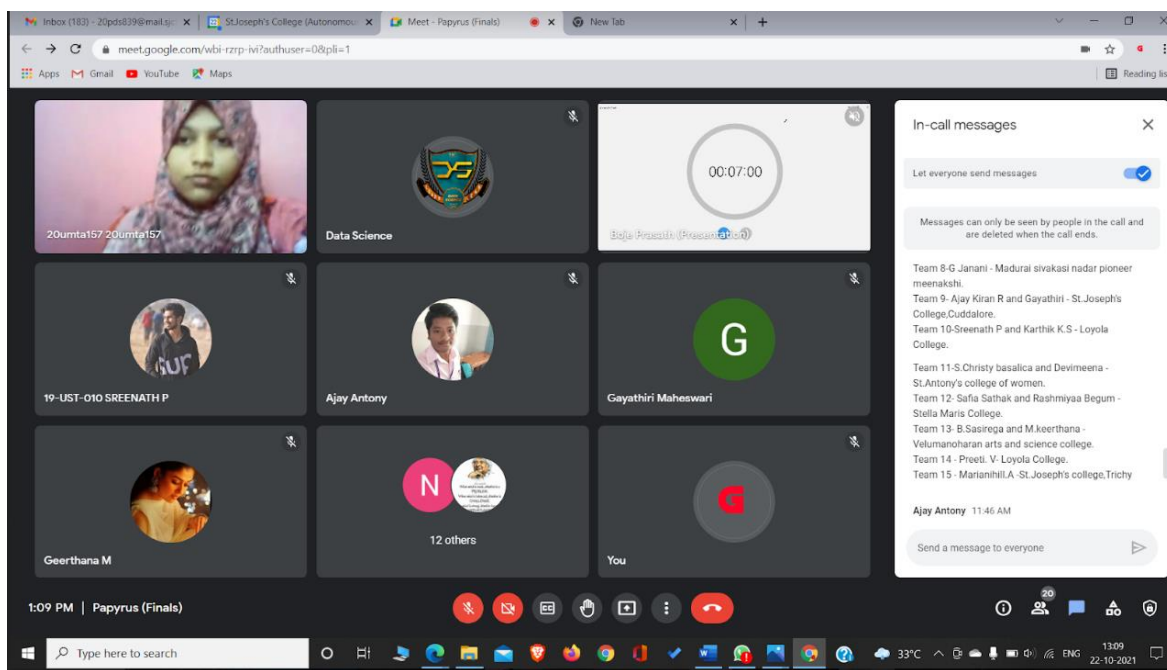 Inbox (183) - 20pds839@mail.sj
St.Joseph's College (Autonomou
Meet - Papyrus (Finals)
New Tab
meet.google.com/wbi-rzrp-ivi?authuser=0&pli=1
Apps
Gmail
YouTube
Maps
Reading lis
20umta157 20umta157
Data Science
00:07:00
Boje Prasath (Presentation)
19-UST-010 SREENATH P
Ajay Antony
G
Gayathiri Maheswari
Geerthana M
N
12 others
G
You
In-call messages
Let everyone send messages
Messages can only be seen by people in the call and
are deleted when the call ends.
Team 8-G Janani - Madurai sivakasi nadar pioneer
meenakshi.
Team 9- Ajay Kiran R and Gayathiri - St.Joseph's
College,Cuddalore.
Team 10-Sreenath P and Karthik K.S - Loyola
College.
Team 11-S.Christy basalica and Devimeena -
St.Antony's college of women.
Team 12- Safia Sathak and Rashmiyaa Begum -
Stella Maris College.
Team 13- B.Sasirega and M.keerthana -
Velumanoharan arts and science college.
Team 14 - Preeti. V- Loyola College.
Team 15 - Marianihill.A -St.Joseph's college,Trichy
Ajay Antony 11:46 AM
Send a message to everyone
1:09 PM | Papyrus (Finals)
20
Type here to search
33°C
ENG
13:09
22-10-2021